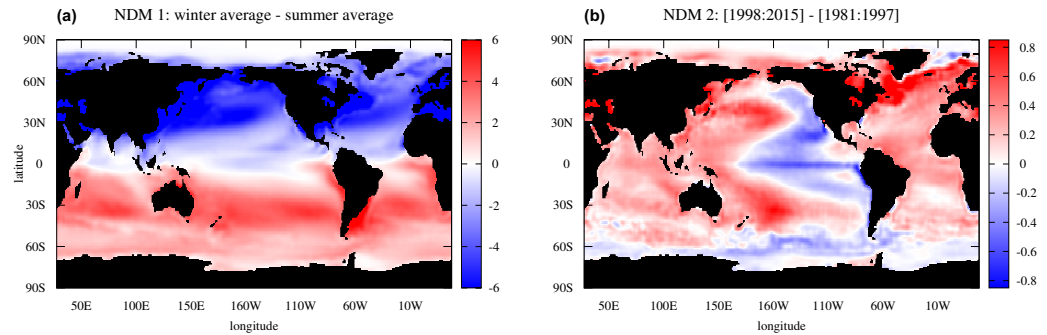 (a) NDM 1: winter average - summer average
90N
60N
30N
0
30S
60S
90S
latitude
50E 100E 150E 160W 110W 60W 10W
longitude
6
4
2
0
-2
-4
-6
(b) NDM 2: [1998:2015] - [1981:1997]
90N
60N
30N
0
30S
60S
90S
50E 100E 150E 160W 110W 60W 10W
longitude
0.8
0.6
0.4
0.2
0
-0.2
-0.4
-0.6
-0.8